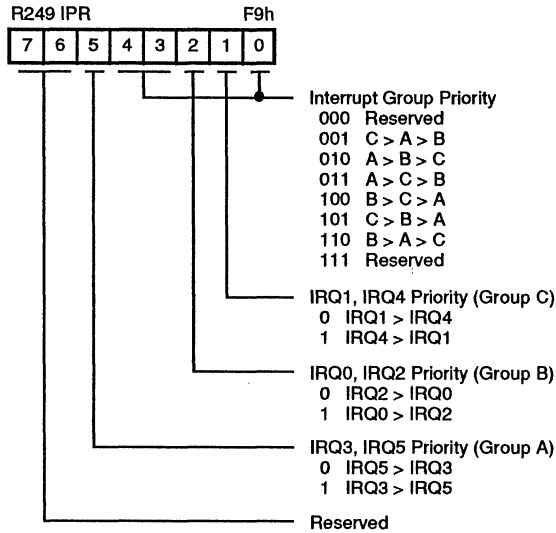 R249 IPR F9h
7 6 5 4 3 2 1 0
Interrupt Group Priority
000 Reserved
001 C > A > B
010 A > B > C
011 A > C > B
100 B > C > A
101 C > B > A
110 B > A > C
111 Reserved
IRQ1, IRQ4 Priority (Group C)
0 IRQ1 > IRQ4
1 IRQ4 > IRQ1
IRQ0, IRQ2 Priority (Group B)
0 IRQ2 > IRQ0
1 IRQ0 > IRQ2
IRQ3, IRQ5 Priority (Group A)
0 IRQ5 > IRQ3
1 IRQ3 > IRQ5
Reserved